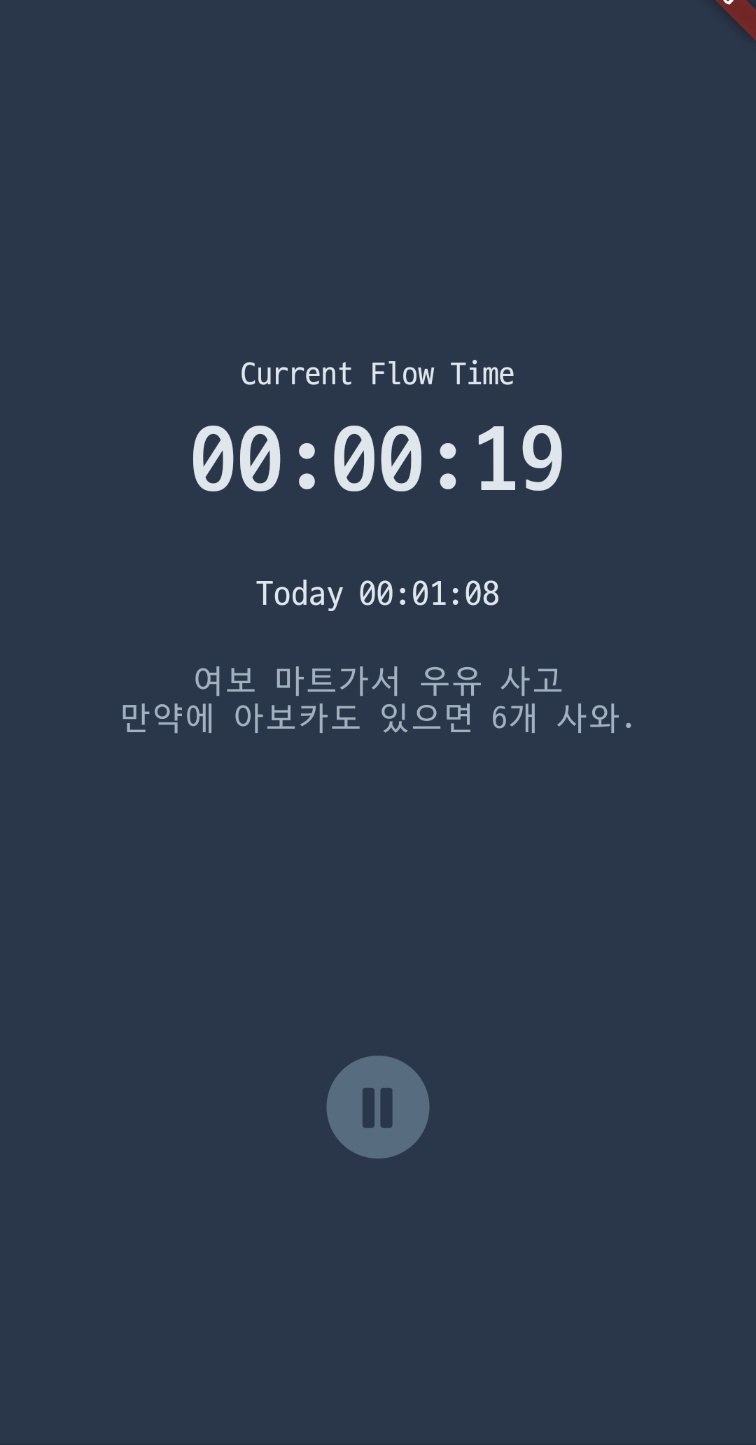 Current Flow Time
00:00:19
Today 00:01:08
여보 마트가서 우유 사고
만약에 아보카도 있으면 6개 사와.